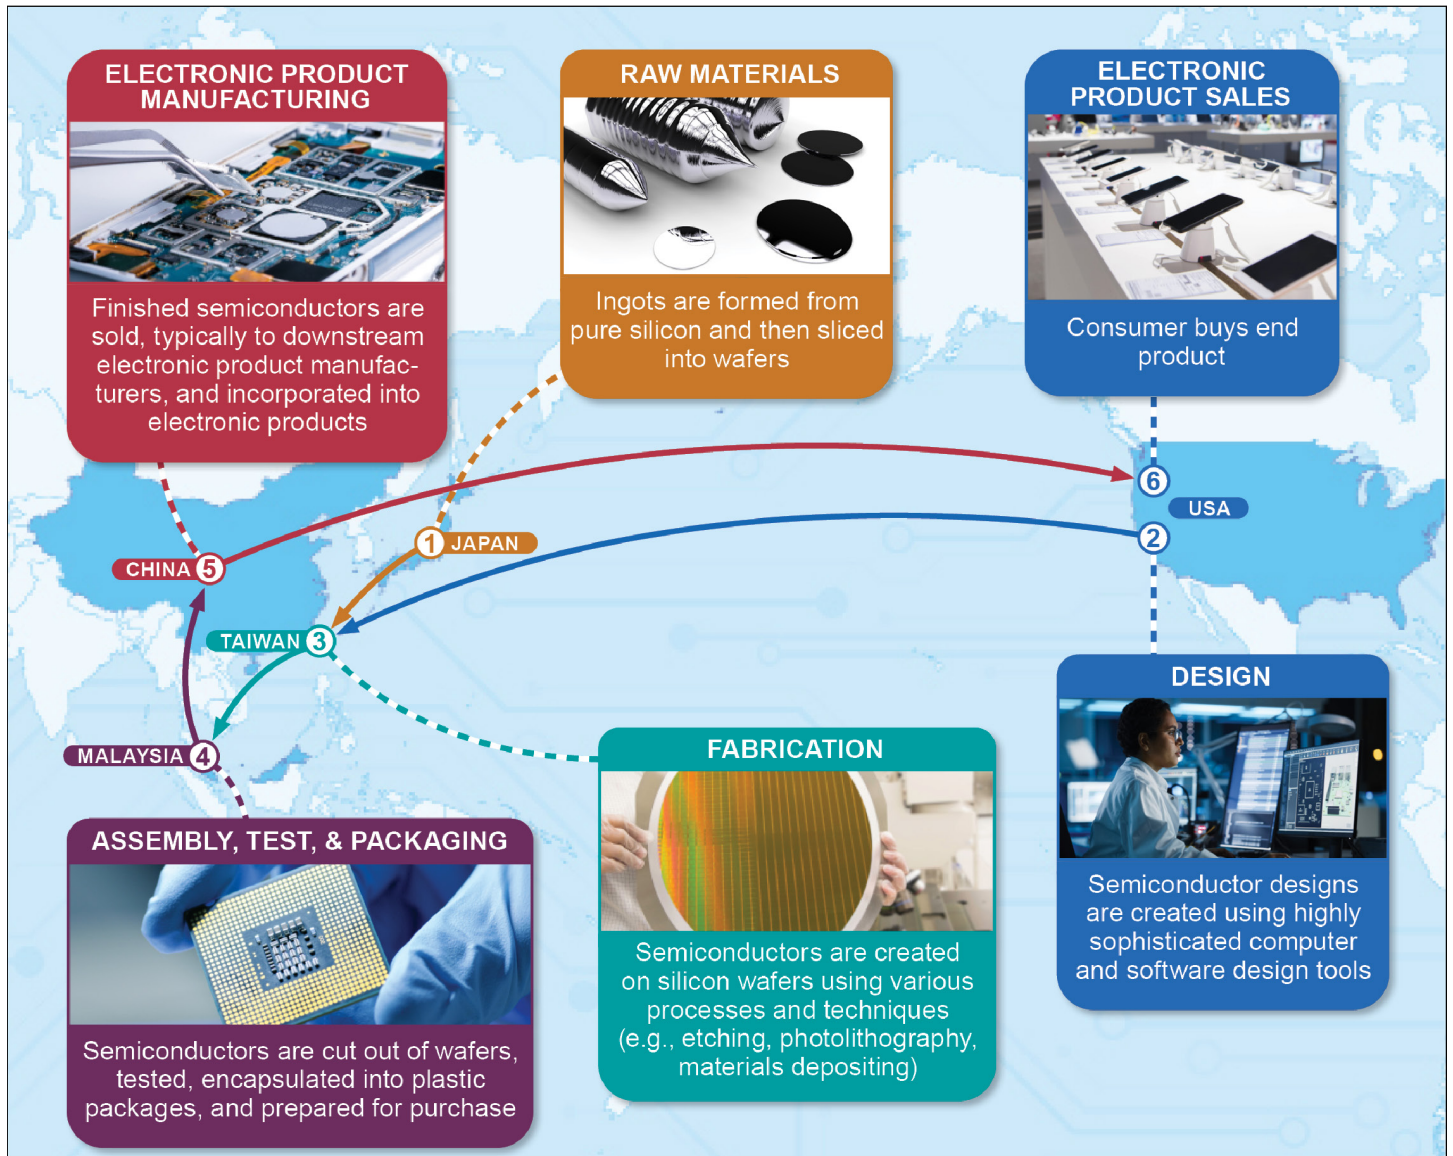 ELECTRONIC PRODUCT
MANUFACTURING
Finished semiconductors are
sold, typically to downstream
electronic product manufac-
turers, and incorporated into
electronic products
RAW MATERIALS
Ingots are formed from
pure silicon and then sliced
into wafers
ELECTRONIC
PRODUCT SALES
Consumer buys end
product
6
USA
2
1 JAPAN
CHINA 5
TAIWAN 3
MALAYSIA 4
DESIGN
Semiconductor designs
are created using highly
sophisticated computer
and software design tools
FABRICATION
Semiconductors are created
on silicon wafers using various
processes and techniques
(e.g., etching, photolithography,
materials depositing)
ASSEMBLY, TEST, & PACKAGING
Semiconductors are cut out of wafers,
tested, encapsulated into plastic
packages, and prepared for purchase